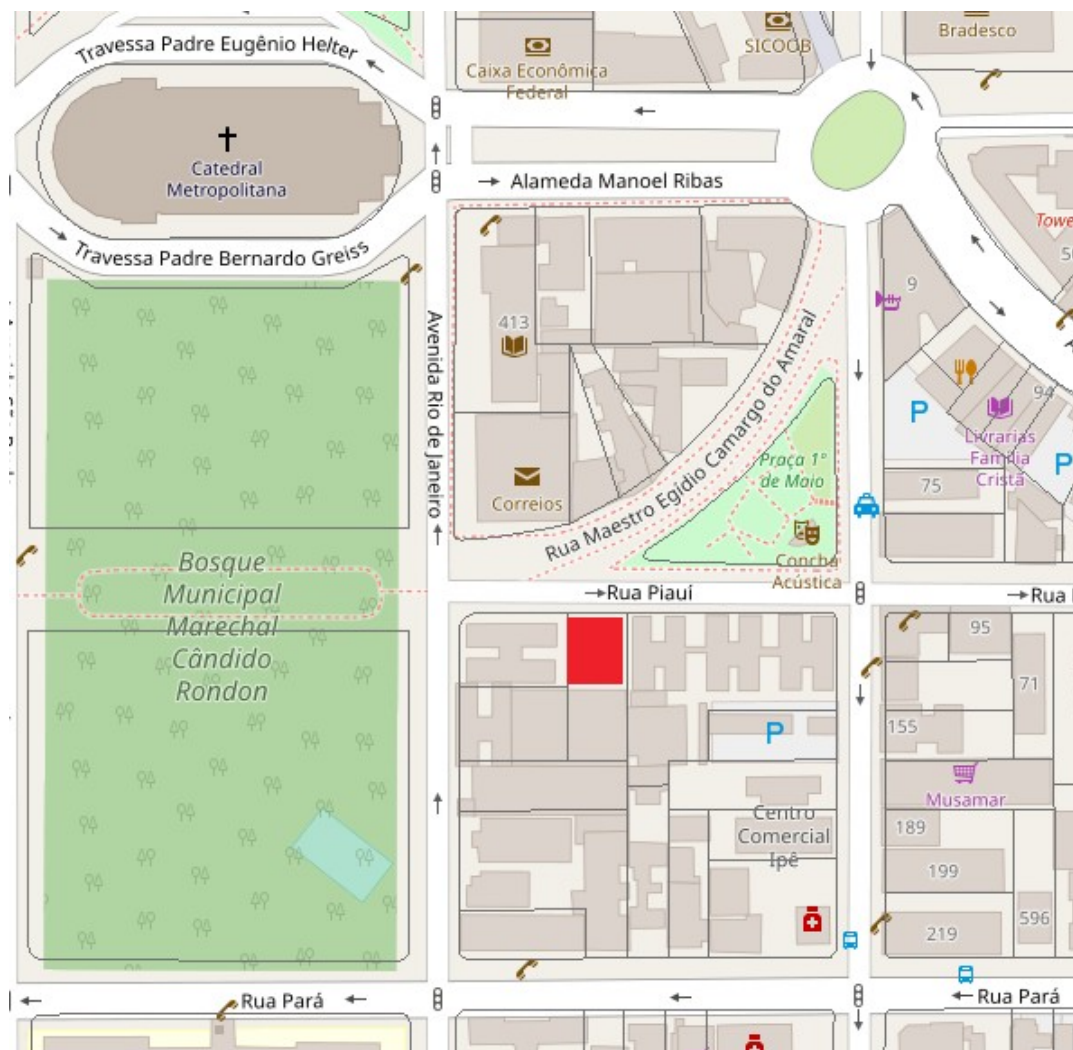 Travessa Padre Eugênio Helter
Caixa Econômica
Federal
SICOOB
Bradesco
Catedral
Metropolitana
Alameda Manoel Ribas
Travessa Padre Bernardo Greiss
Avenida Rio de Janeiro
413
Correios
Rua Maestro Egídio Camargo do Amaral
Praça 1º
de Maio
Concha
Acústica
9
Towe
P
94
Livrarias
Família
Cristã
P
75
Bosque
Municipal
Marechal
Cândido
Rondon
Rua Piauí
Rua
95
71
155
P
Musamar
Centro
Comercial
Ipê
189
199
219
596
Rua Pará
Rua Pará